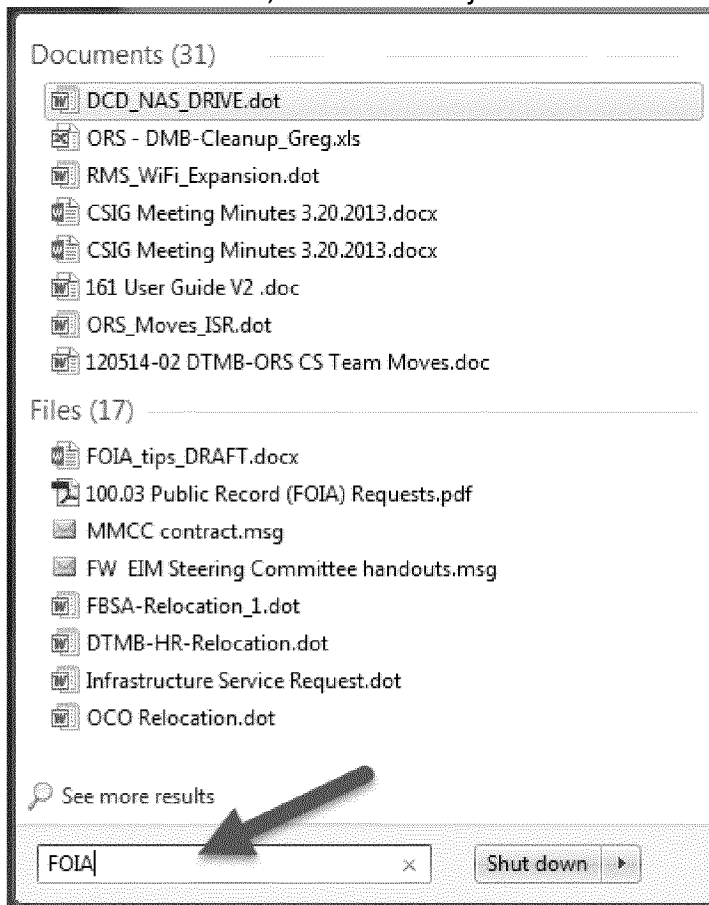 Documents (31)
DCD_NAS_DRIVE.dot
ORS - DMB-Cleanup_Greg.xls
RMS_WiFi_Expansion.dot
CSIG Meeting Minutes 3.20.2013.docx
CSIG Meeting Minutes 3.20.2013.docx
161 User Guide V2 .doc
ORS_Moves_ISR.dot
120514-02 DTMB-ORS CS Team Moves.doc
Files (17)
FOIA_tips_DRAFT.docx
100.03 Public Record (FOIA) Requests.pdf
MMCC contract.msg
FW EIM Steering Committee handouts.msg
FBSA-Relocation_1.dot
DTMB-HR-Relocation.dot
Infrastructure Service Request.dot
OCO Relocation.dot
See more results
FOIA × Shut down